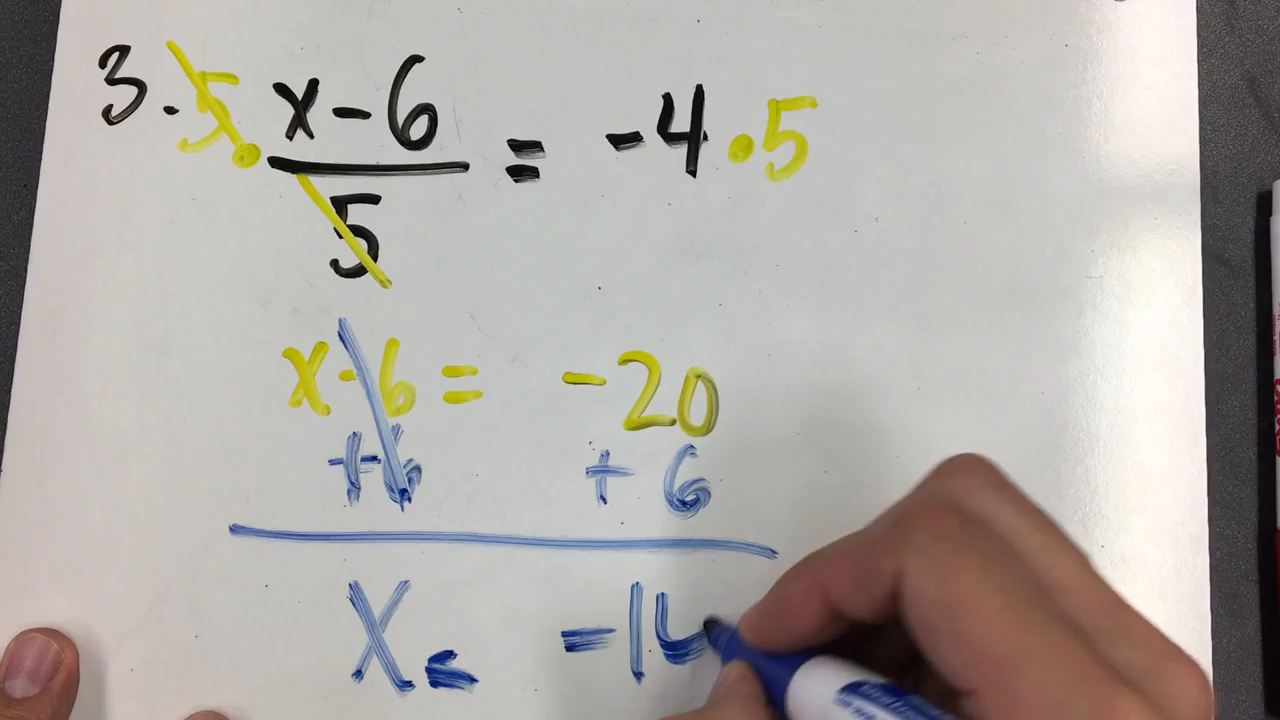 3. 5 • x - 6 = -4 • 5
5
x - 6 = -20
+ 6 + 6
x = -14